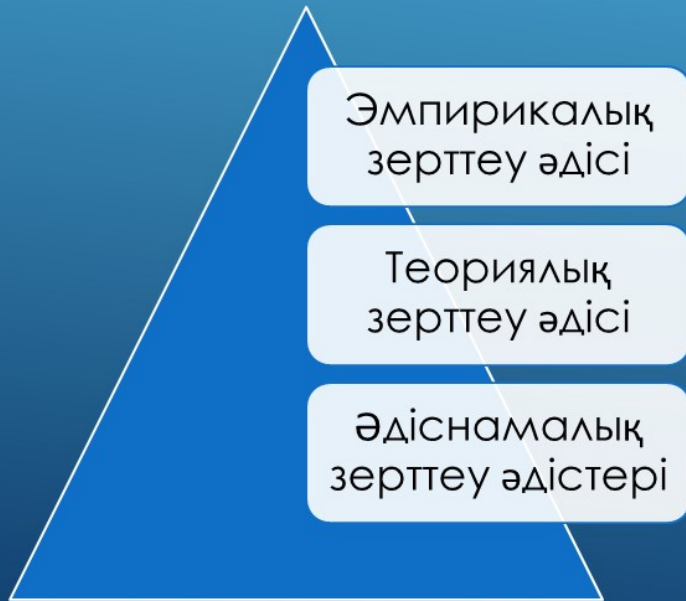 Эмпирикалық
зерттеу әдісі
Теориялық
зерттеу әдісі
Әдіснамалық
зерттеу әдістері